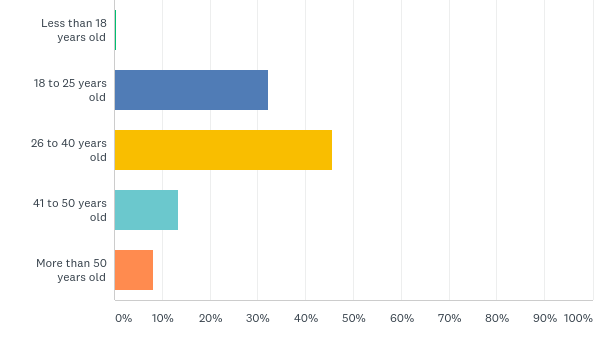 Less than 18
years old
18 to 25 years
old
26 to 40 years
old
41 to 50 years
old
More than 50
years old
0% 10% 20% 30% 40% 50% 60% 70% 80% 90% 100%